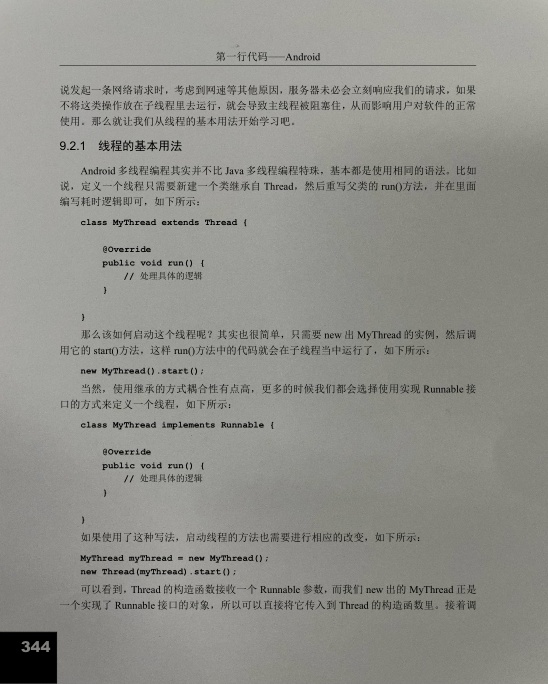 第一行代码——Android
说发起一条网络请求时，考虑到网速等其他原因，服务器未必会立刻响应我们的请求，如果
不将这类操作放在子线程里去运行，就会导致主线程被阻塞住，从而影响用户对软件的正常
使用。那么就让我们从线程的基本用法开始学习吧。
9.2.1 线程的基本用法
Android 多线程编程其实并不比 Java 多线程编程特珠，基本都是使用相同的语法。比如
说，定义一个线程只需要新建一个类继承自 Thread，然后重写父类的 run()方法，并在里面
编写耗时逻辑即可，如下所示：
class MyThread extends Thread {
@Override
public void run() {
// 处理具体的逻辑
}
}
那么该如何启动这个线程呢？其实也很简单，只需要 new 出 MyThread 的实例，然后调
用它的 start()方法，这样 run()方法中的代码就会在子线程当中运行了，如下所示：
new MyThread().start();
当然，使用继承的方式耦合性有点高，更多的时候我们都会选择使用实现 Runnable 接
口的方式来定义一个线程，如下所示：
class MyThread implements Runnable {
@Override
public void run() {
// 处理具体的逻辑
}
}
如果使用了这种写法，启动线程的方法也需要进行相应的改变，如下所示：
MyThread myThread = new MyThread();
new Thread(myThread).start();
可以看到，Thread 的构造函数接收一个 Runnable 参数，而我们 new 出的 MyThread 正是
一个实现了 Runnable 接口的对象，所以可以直接将它传入到 Thread 的构造函数里。接着调
344